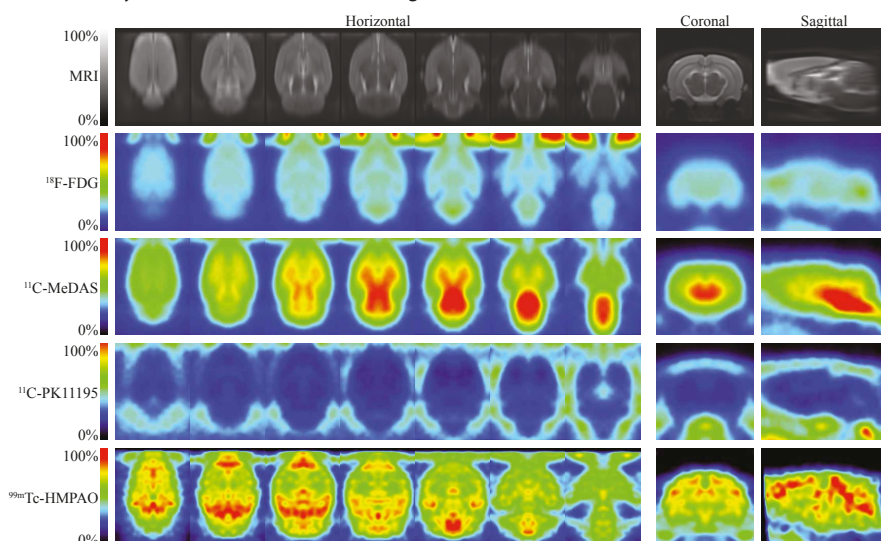 Horizontal Coronal Sagittal
100%
MRI
0%
100%
¹⁸F-FDG
0%
100%
¹¹C-MeDAS
0%
100%
¹¹C-PK11195
0%
100%
⁹⁹ᵐTc-HMPAO
0%